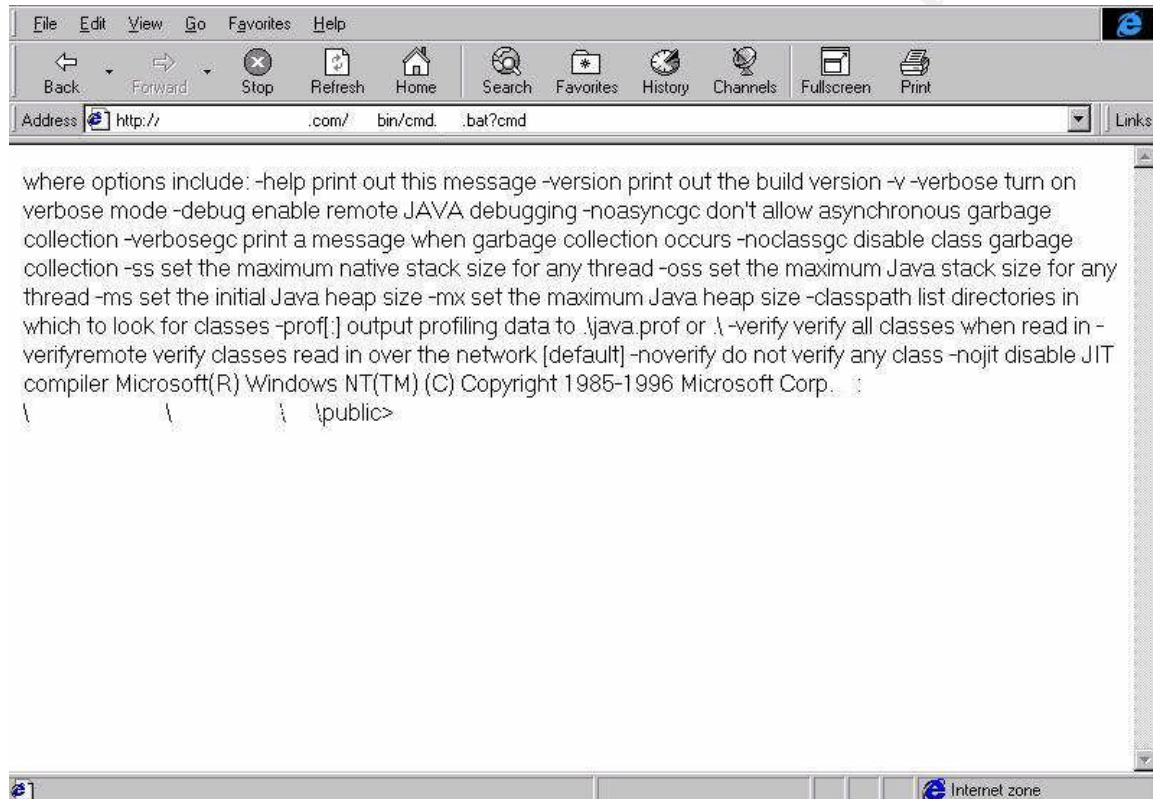 File Edit View Go Favorites Help
Back Forward Stop Refresh Home Search Favorites History Channels Fullscreen Print
Address http:// .com/ bin/cmd. .bat?cmd Links
where options include: -help print out this message -version print out the build version -v -verbose turn on
verbose mode -debug enable remote JAVA debugging -noasyncgc don't allow asynchronous garbage
collection -verbosegc print a message when garbage collection occurs -noclassgc disable class garbage
collection -ss set the maximum native stack size for any thread -oss set the maximum Java stack size for any
thread -ms set the initial Java heap size -mx set the maximum Java heap size -classpath list directories in
which to look for classes -prof[:] output profiling data to .\java.prof or .\ -verify verify all classes when read in -
verifyremote verify classes read in over the network [default] -noverify do not verify any class -nojit disable JIT
compiler Microsoft(R) Windows NT(TM) (C) Copyright 1985-1996 Microsoft Corp. :
\ \ \ \public>
Internet zone